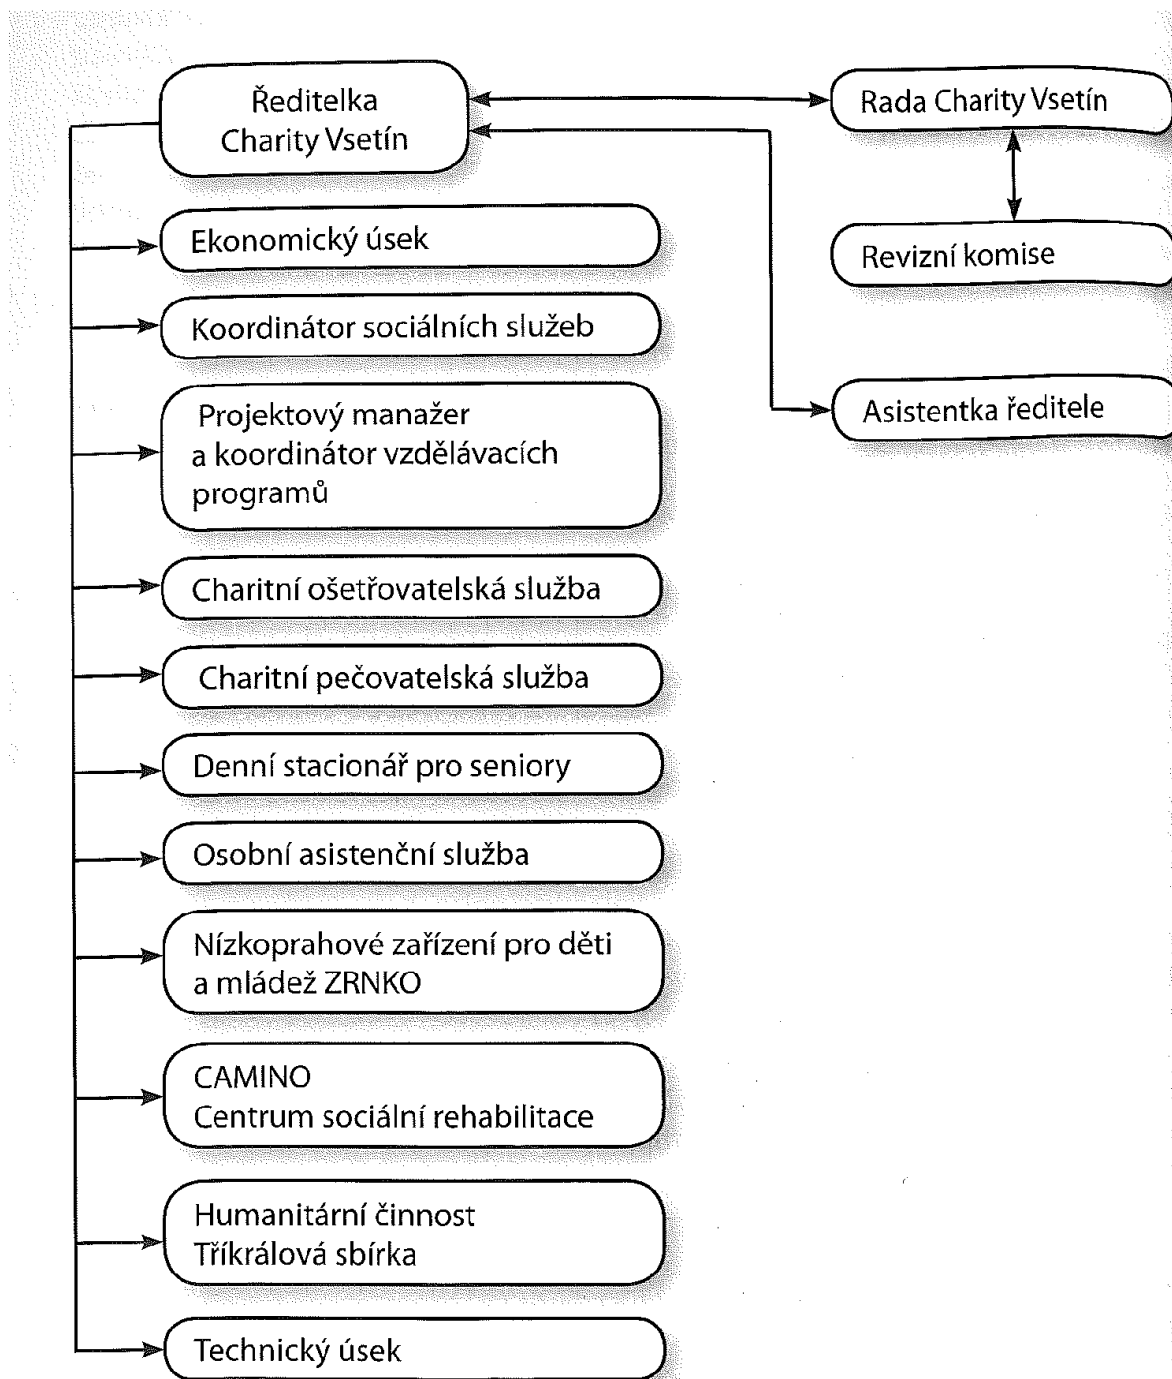 Ředitelka
Charity Vsetín
Rada Charity Vsetín
Revizní komise
Asistentka ředitele
Ekonomický úsek
Koordinátor sociálních služeb
Projektový manažer
a koordinátor vzdělávacích
programů
Charitní ošetřovatelská služba
Charitní pečovatelská služba
Denní stacionář pro seniory
Osobní asistenční služba
Nízkoprahové zařízení pro děti
a mládež ZRNKO
CAMINO
Centrum sociální rehabilitace
Humanitární činnost
Tříkrálová sbírka
Technický úsek